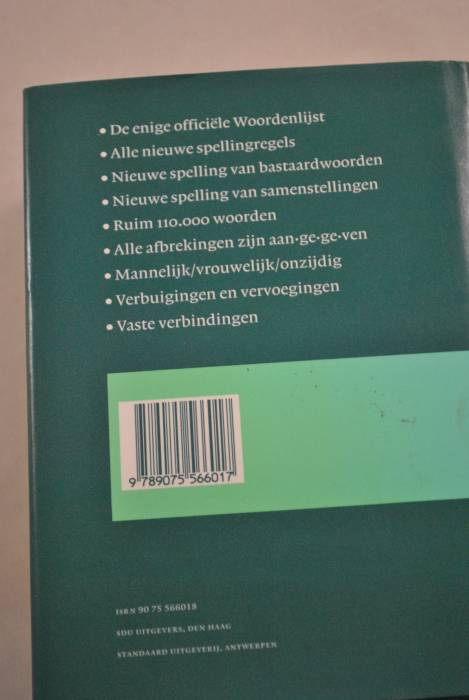 • De enige officiële Woordenlijst
• Alle nieuwe spellingregels
• Nieuwe spelling van bastaardwoorden
• Nieuwe spelling van samenstellingen
• Ruim 110.000 woorden
• Alle afbrekingen zijn aan·ge·ge·ven
• Mannelijk/vrouwelijk/onzijdig
• Verbuigingen en vervoegingen
• Vaste verbindingen
9 789075 566017
ISBN 90 75 566018
SDU UITGEVERS, DEN HAAG
STANDAARD UITGEVERIJ, ANTWERPEN